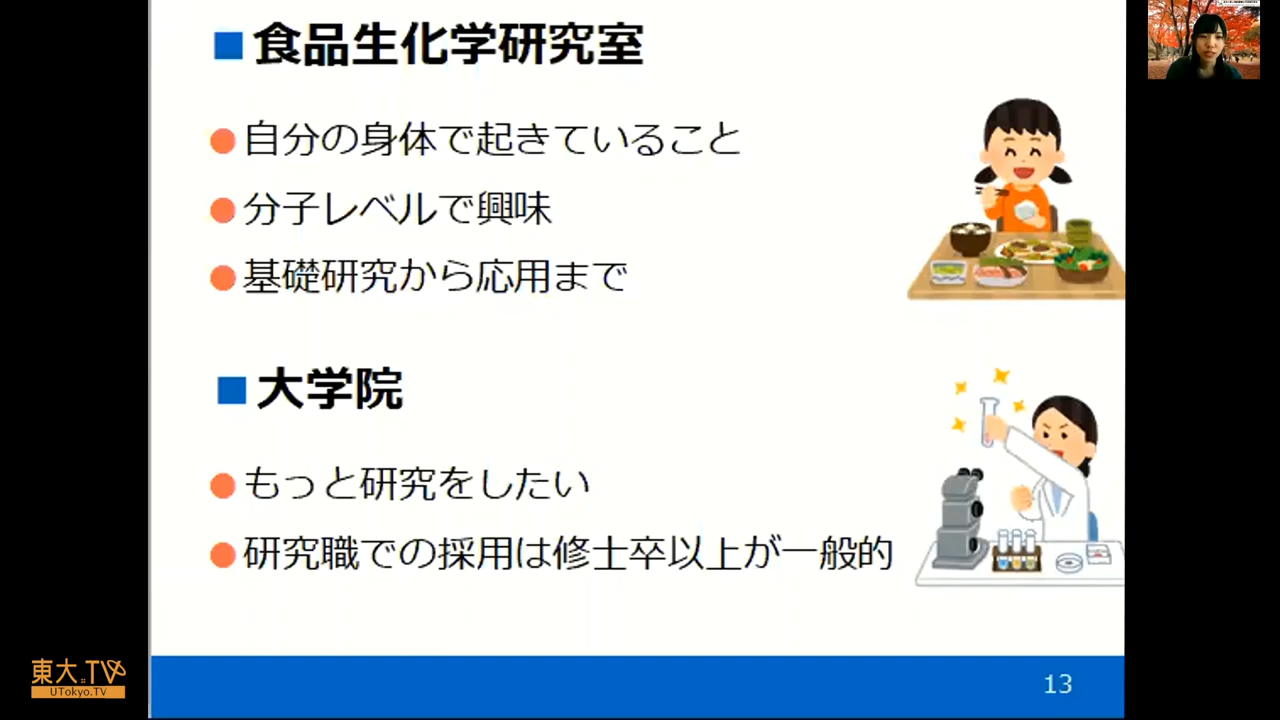 食品生化学研究室
自分の身体で起きていること
分子レベルで興味
基礎研究から応用まで
大学院
もっと研究をしたい
研究職での採用は修士卒以上が一般的
13
東大.TV
UTokyo.TV